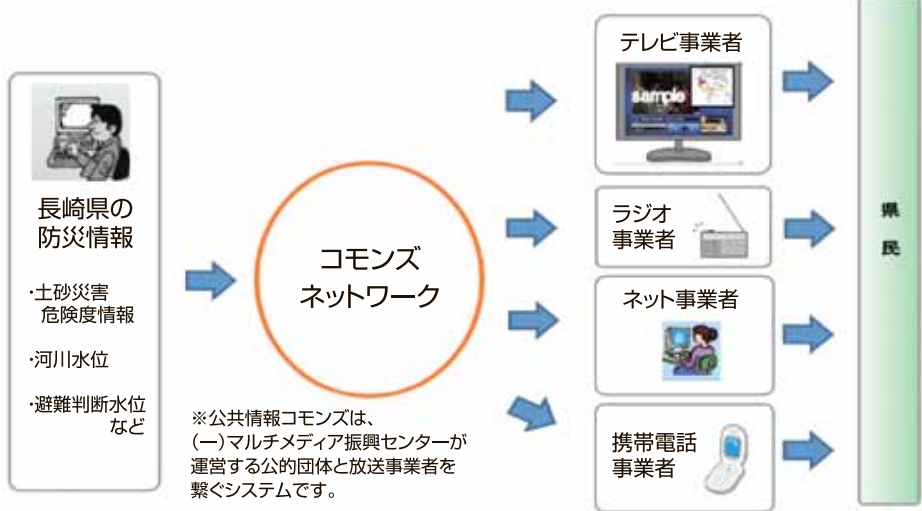 長崎県の
防災情報
・土砂災害
危険度情報
・河川水位
・避難判断水位
など
コモンズ
ネットワーク
※公共情報コモンズは、
(一)マルチメディア振興センターが
運営する公的団体と放送事業者を
繋ぐシステムです。
テレビ事業者
sample
ラジオ
事業者
ネット事業者
携帯電話
事業者
県
民